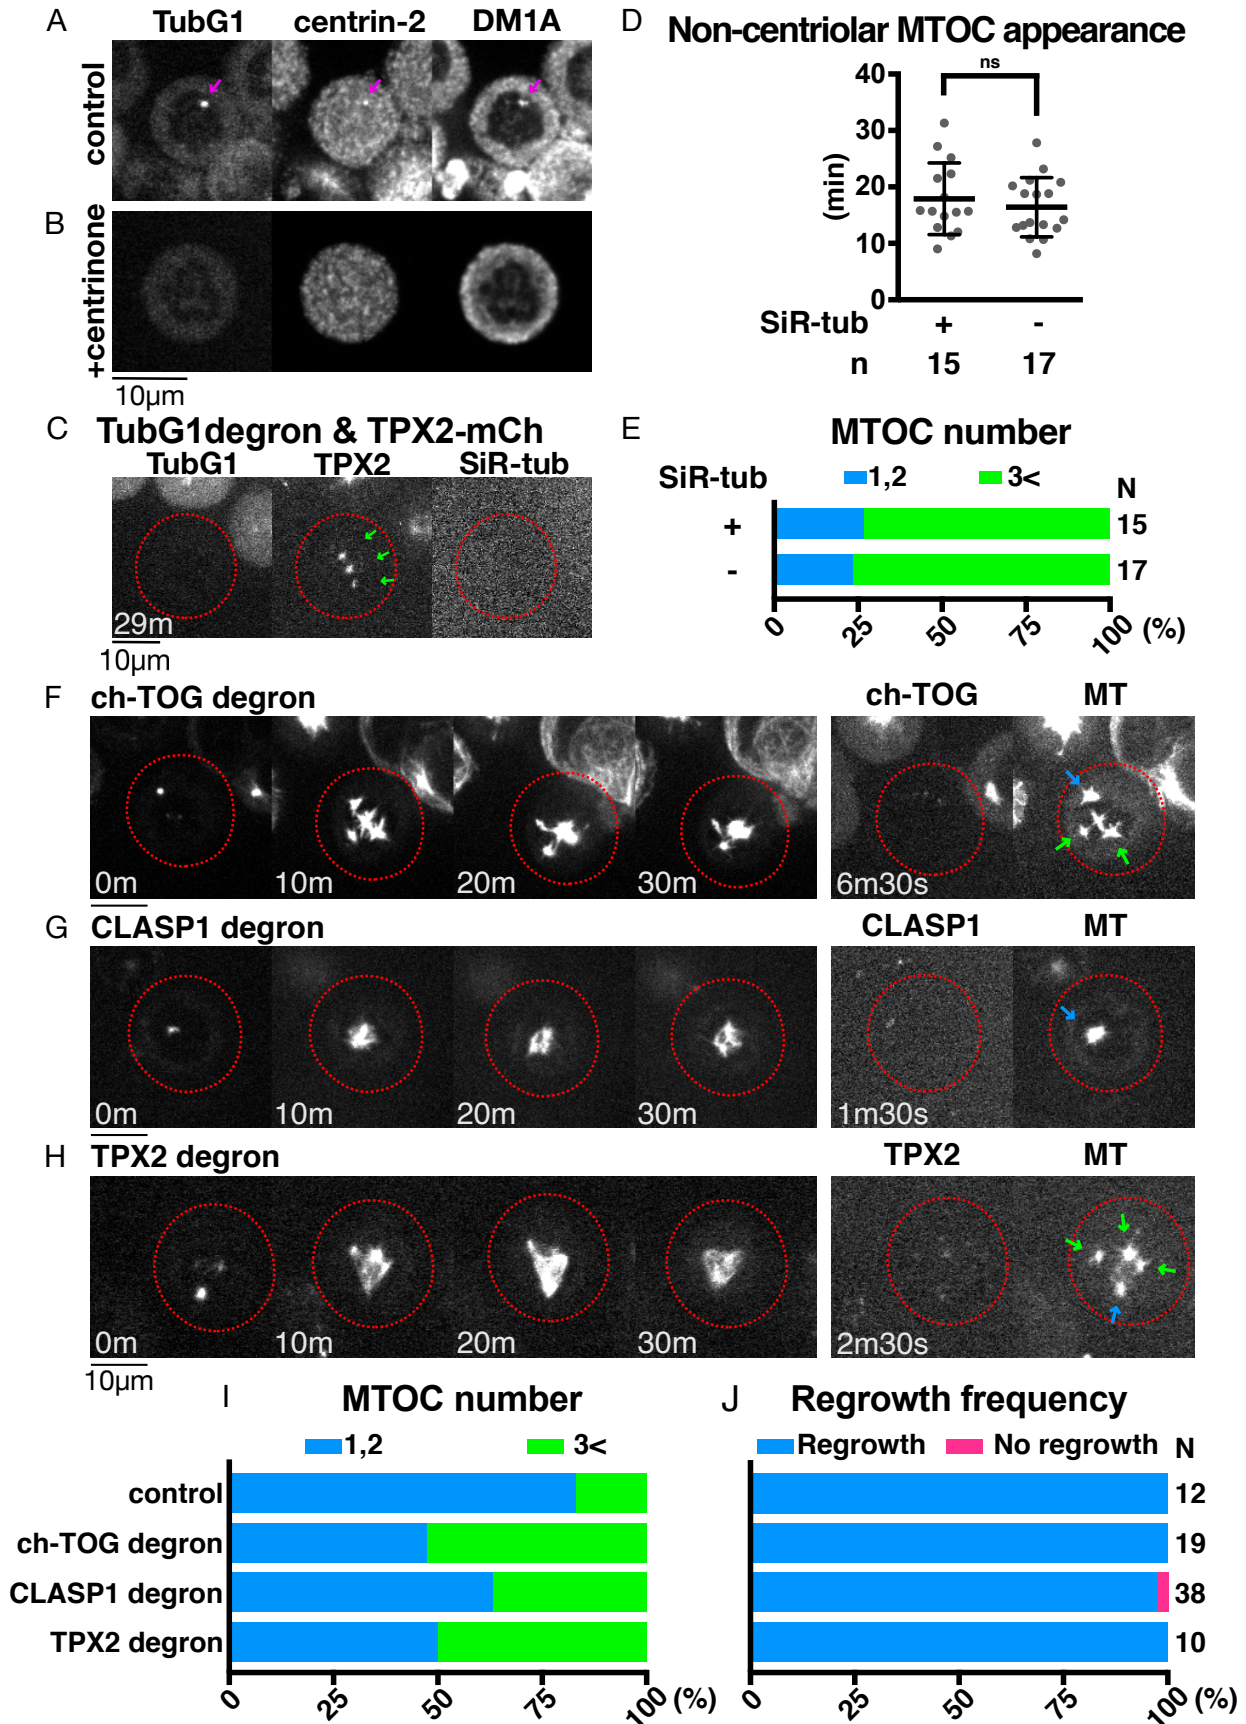 A TubG1 centrin-2 DM1A
control
B
+centrinone
10µm
D Non-centriolar MTOC appearance
ns
40
30
20
10
0
(min)
SiR-tub + -
n 15 17
C TubG1degron & TPX2-mCh
TubG1 TPX2 SiR-tub
29m
10µm
E MTOC number
SiR-tub 1,2 3< N
+ 15
- 17
0 25 50 75 100 (%)
F ch-TOG degron ch-TOG MT
0m 10m 20m 30m 6m30s
G CLASP1 degron CLASP1 MT
0m 10m 20m 30m 1m30s
H TPX2 degron TPX2 MT
0m 10m 20m 30m 2m30s
10µm
I MTOC number
1,2 3<
control
ch-TOG degron
CLASP1 degron
TPX2 degron
0 25 50 75 100 (%)
J Regrowth frequency
Regrowth No regrowth N
12
19
38
10
0 25 50 75 100 (%)